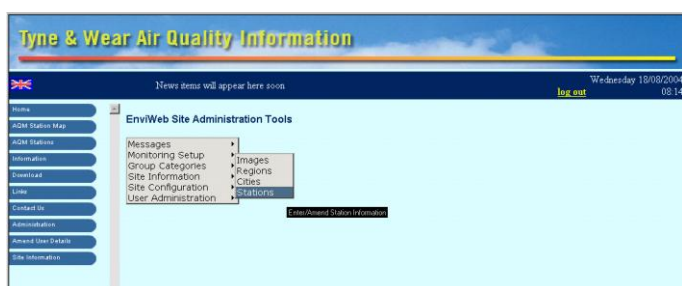 Tyne & Wear Air Quality Information
News items will appear here soon
Wednesday 18/08/2004
log out 08:14
Home
AQM Station Map
AQM Stations
Information
Download
Links
Contact Us
Administration
Amend User Details
Site Information
EnviWeb Site Administration Tools
Messages
Monitoring Setup
Group Categories
Site Information
Site Configuration
User Administration
Images
Regions
Cities
Stations
Enter/Amend Station Information